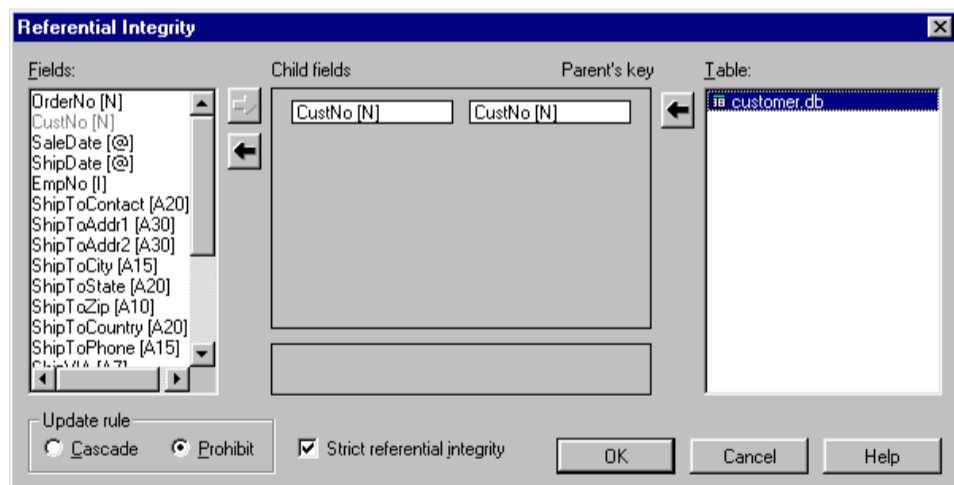 Referential Integrity
Fields:
Child fields
Parent's key
Table:
OrderNo [N]
CustNo [N]
SaleDate [@]
ShipDate [@]
EmpNo [I]
ShipToContact [A20]
ShipToAddr1 [A30]
ShipToAddr2 [A30]
ShipToCity [A15]
ShipToState [A20]
ShipToZip [A10]
ShipToCountry [A20]
ShipToPhone [A15]
ShipVIA [A7]
CustNo [N]
CustNo [N]
customer.db
Update rule
Cascade
Prohibit
Strict referential integrity
OK
Cancel
Help